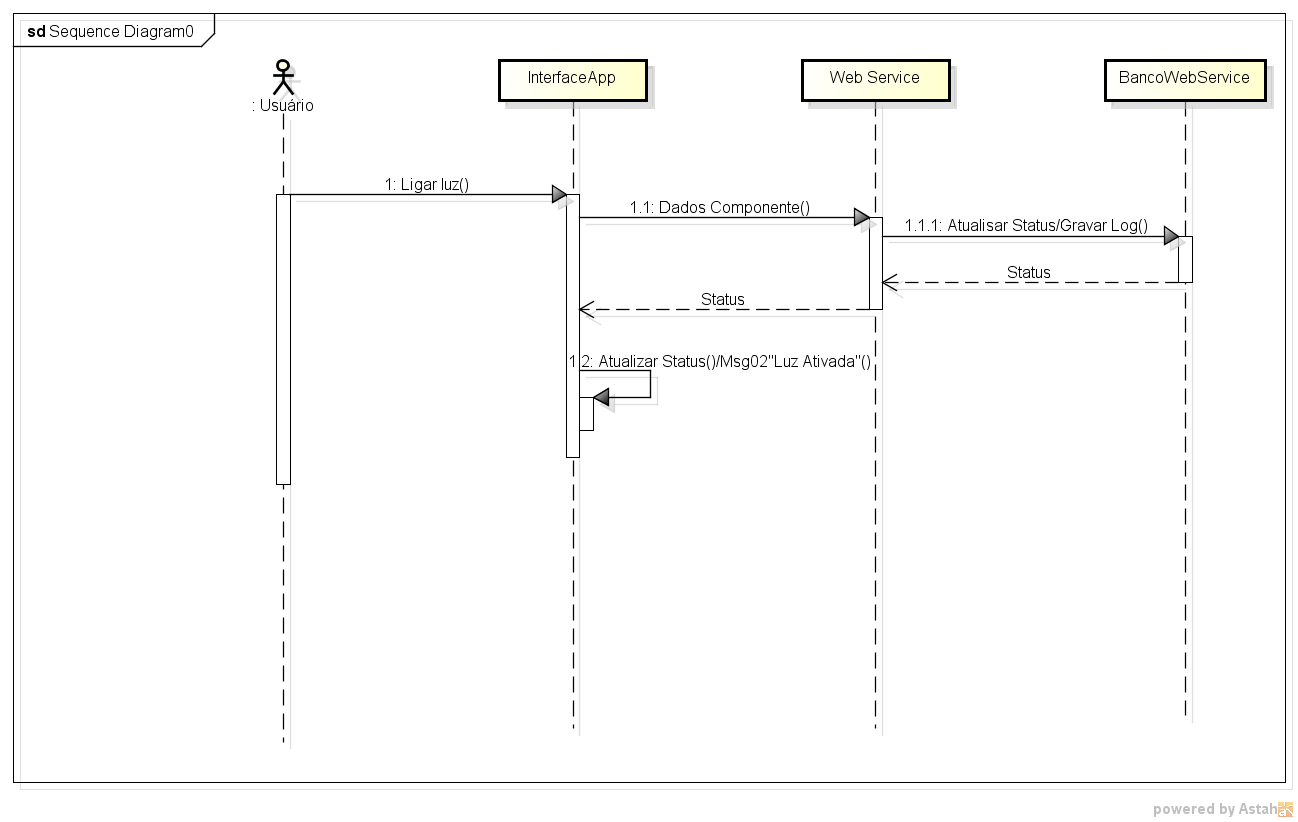 sd Sequence Diagram0
: Usuário
InterfaceApp
Web Service
BancoWebService
1: Ligar luz()
1.1: Dados Componente()
1.1.1: Atualisar Status/Gravar Log()
Status
Status
1.2: Atualizar Status()/Msg02"Luz Ativada"()
powered by Astah